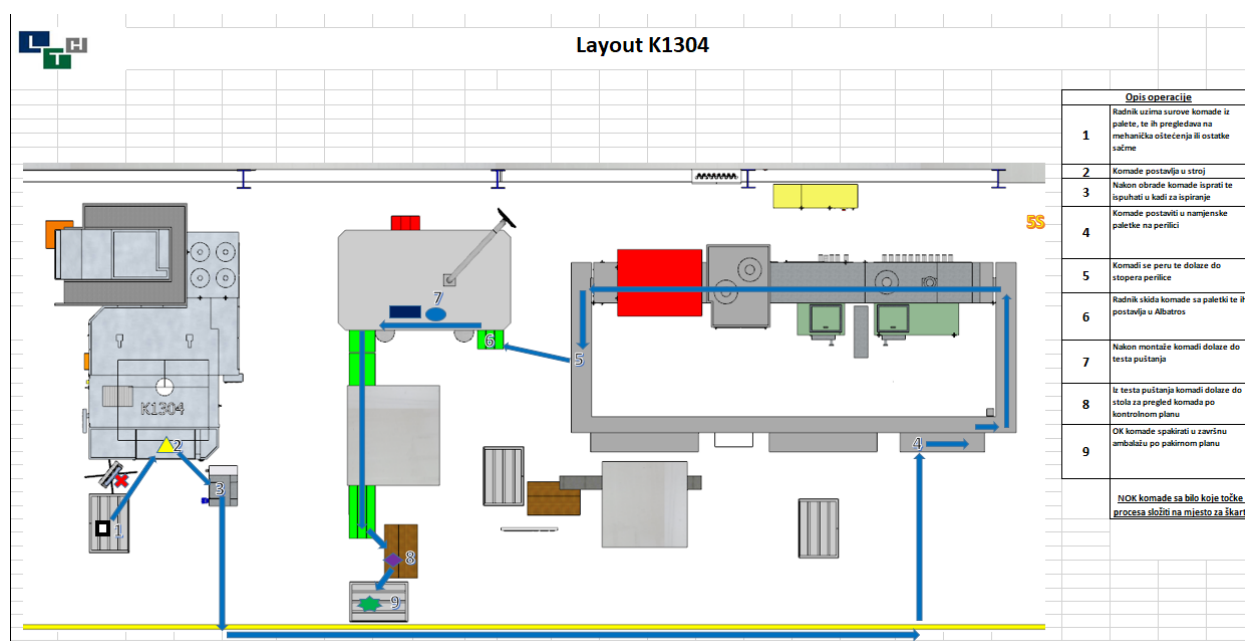 LTH
Layout K1304
Opis operacije
1
Radnik uzima surove komade iz
palete, te ih pregledava na
mehanička oštećenja ili ostatke
sačme
2
Komade postavlja u stroj
3
Nakon obrade komade isprati te
ispuhati u kadi za ispiranje
4
Komade postaviti u namjenske
paletke na perilici
5
Komadi se peru te dolaze do
stopera perilice
6
Radnik skida komade sa paletki te ih
postavlja u Albatros
7
Nakon montaže komadi dolaze do
testa puštanja
8
Iz testa puštanja komadi dolaze do
stola za pregled komada po
kontrolnom planu
9
OK komade spakirati u završnu
ambalažu po pakirnom planu
NOK komade sa bilo koje točke
procesa složiti na mjesto za škart
5S
7
6
5
K1304
2
4
3
1
8
9